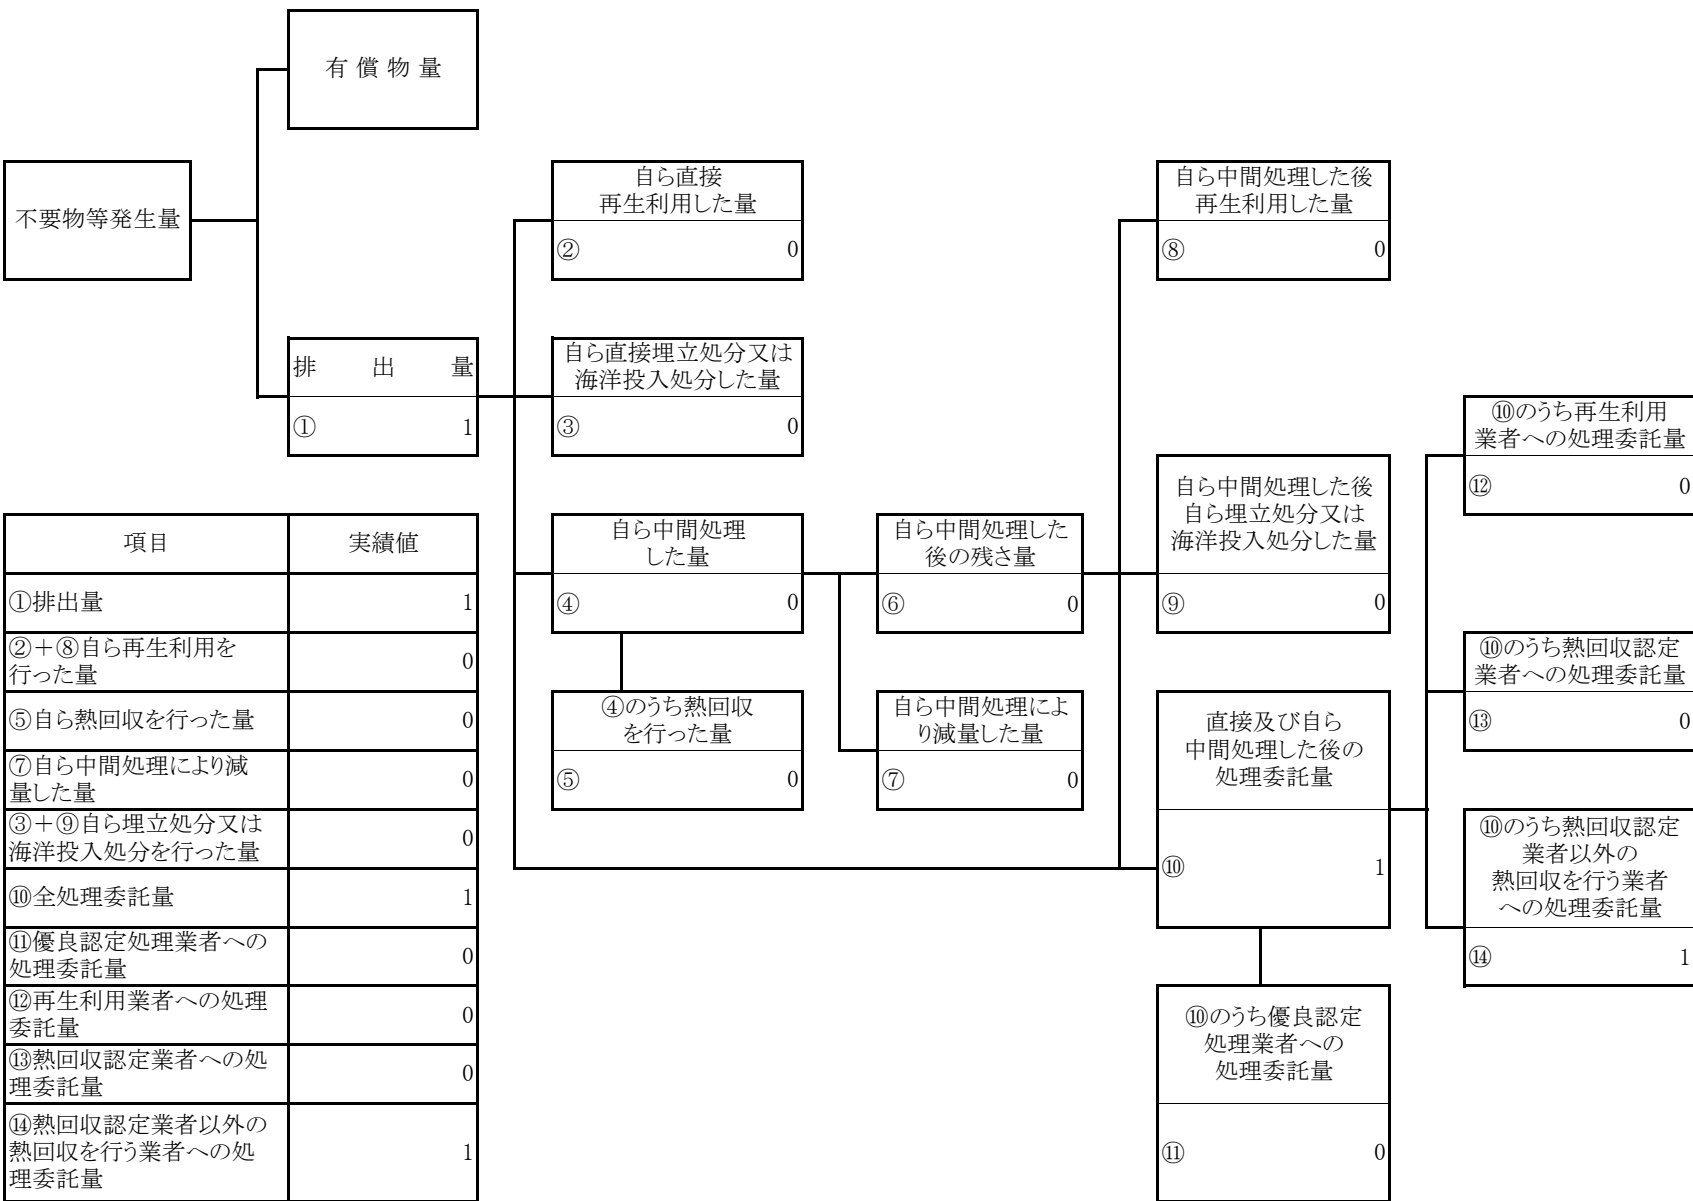 有 償 物 量
不要物等発生量
自ら直接
再生利用した量
② 0
自ら中間処理した後
再生利用した量
⑧ 0
排 出 量
① 1
自ら直接埋立処分又は
海洋投入処分した量
③ 0
⑩のうち再生利用
業者への処理委託量
⑫ 0
自ら中間処理
した量
④ 0
自ら中間処理した
後の残さ量
⑥ 0
自ら中間処理した後
自ら埋立処分又は
海洋投入処分した量
⑨ 0
⑩のうち熱回収認定
業者への処理委託量
⑬ 0
④のうち熱回収
を行った量
⑤ 0
自ら中間処理によ
り減量した量
⑦ 0
直接及び自ら
中間処理した後の
処理委託量
⑩ 1
⑩のうち熱回収認定
業者以外の
熱回収を行う業者
への処理委託量
⑭ 1
⑩のうち優良認定
処理業者への
処理委託量
⑪ 0
項目 実績値
①排出量 1
②+⑧自ら再生利用を
行った量 0
⑤自ら熱回収を行った量 0
⑦自ら中間処理により減
量した量 0
③+⑨自ら埋立処分又は
海洋投入処分を行った量 0
⑩全処理委託量 1
⑪優良認定処理業者への
処理委託量 0
⑫再生利用業者への処理
委託量 0
⑬熱回収認定業者への処
理委託量 0
⑭熱回収認定業者以外の
熱回収を行う業者への処
理委託量 1